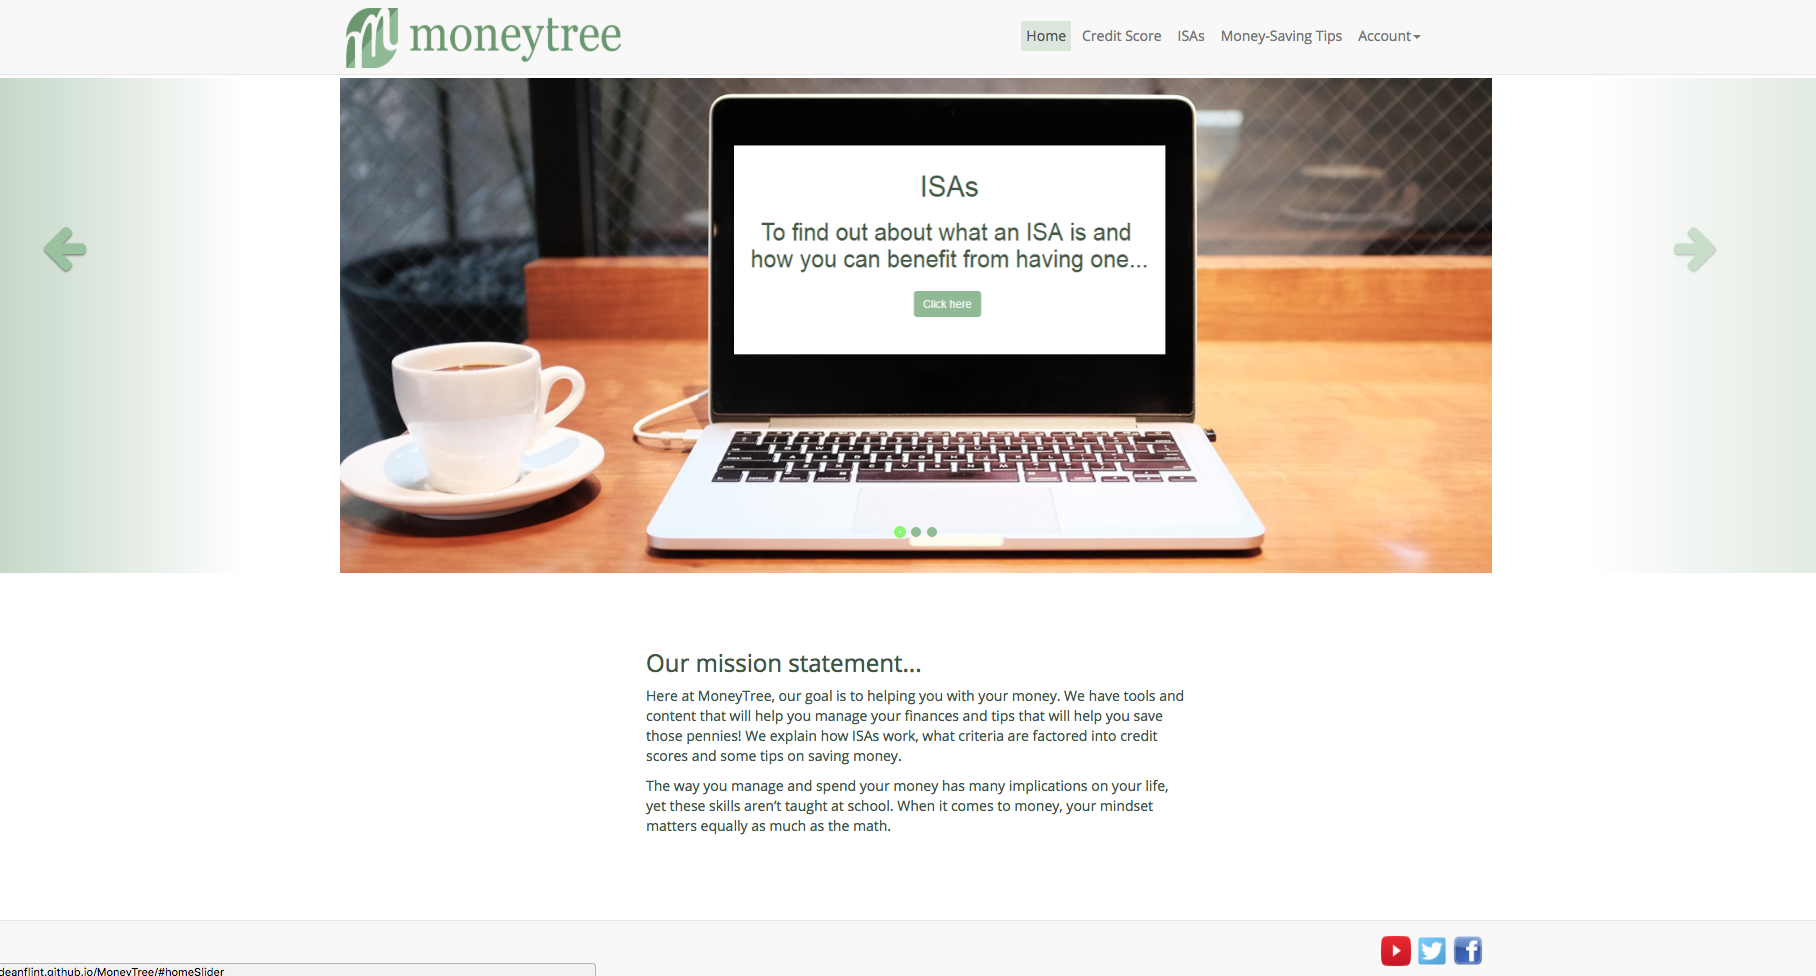 moneytree
Home Credit Score ISAs Money-Saving Tips Account
ISAs
To find out about what an ISA is and
how you can benefit from having one...
Click here
Our mission statement...
Here at MoneyTree, our goal is to helping you with your money. We have tools and
content that will help you manage your finances and tips that will help you save
those pennies! We explain how ISAs work, what criteria are factored into credit
scores and some tips on saving money.
The way you manage and spend your money has many implications on your life,
yet these skills aren’t taught at school. When it comes to money, your mindset
matters equally as much as the math.
deanflint.github.io/MoneyTree/#homeSlider